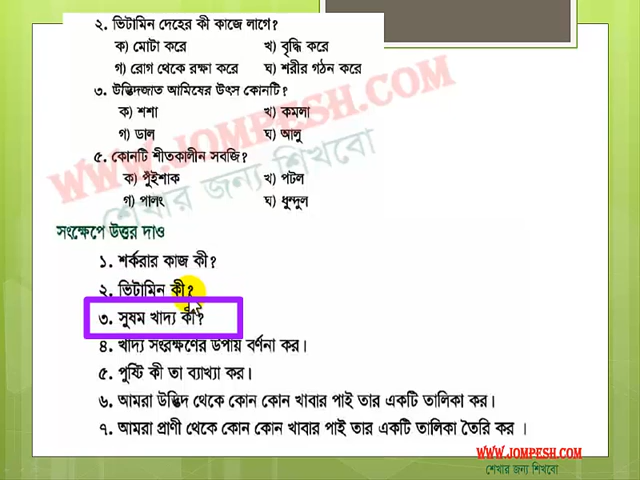 ২. ভিটামিন দেহের কী কাজে লাগে?
ক) মোটা করে খ) বৃদ্ধি করে
গ) রোগ থেকে রক্ষা করে ঘ) শরীর গঠন করে
৩. উদ্ভিদজাত আমিষের উৎস কোনটি?
ক) শশা খ) কমলা
গ) ডাল ঘ) আলু
৫. কোনটি শীতকালীন সবজি?
ক) পুঁইশাক খ) পটল
গ) পালং ঘ) ধুন্দুল
WWW.JOMPESH.COM
শেখার জন্য শিখবো
সংক্ষেপে উত্তর দাও
১. শর্করার কাজ কী?
২. ভিটামিন কী?
৩. সুষম খাদ্য কী?
৪. খাদ্য সংরক্ষণের উপায় বর্ণনা কর।
৫. পুষ্টি কী তা ব্যাখ্যা কর।
৬. আমরা উদ্ভিদ থেকে কোন কোন খাবার পাই তার একটি তালিকা কর।
৭. আমরা প্রাণী থেকে কোন কোন খাবার পাই তার একটি তালিকা তৈরি কর ।
WWW.JOMPESH.COM
শেখার জন্য শিখবো